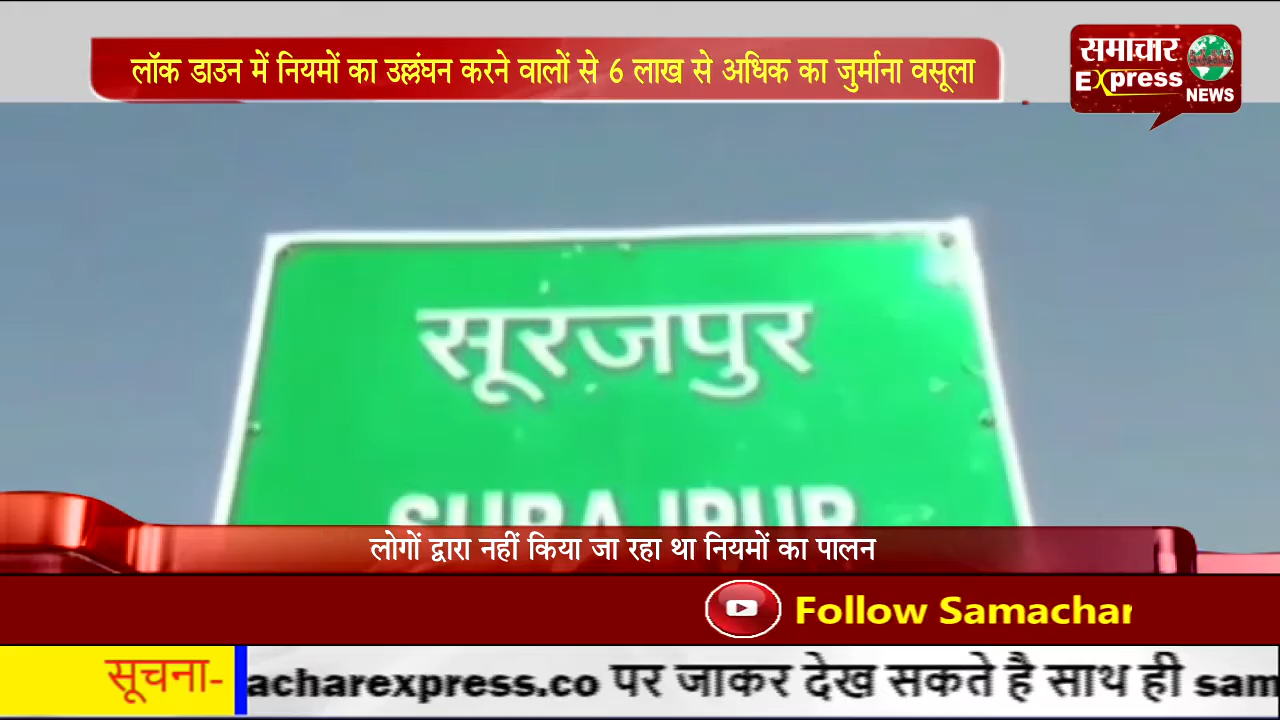 लॉक डाउन में नियमों का उल्लंघन करने वालों से 6 लाख से अधिक का जुर्माना वसूला
समाचार
Express
NEWS
सूरजपुर
SURAJPUR
लोगों द्वारा नहीं किया जा रहा था नियमों का पालन
Follow Samachar
सूचना-
acharexpress.co पर जाकर देख सकते है साथ ही sam